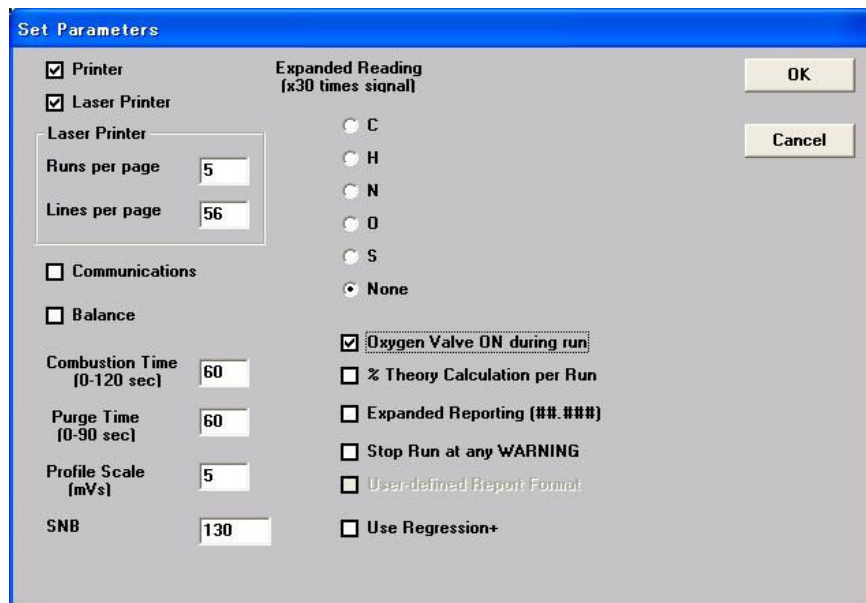 Set Parameters
Printer
Laser Printer
Laser Printer
Runs per page 5
Lines per page 56
Communications
Balance
Combustion Time
(0-120 sec)
60
Purge Time
(0-90 sec)
60
Profile Scale
(mVs)
5
SNB 130
Expanded Reading
(x30 times signal)
C
H
N
O
S
None
Oxygen Valve ON during run
% Theory Calculation per Run
Expanded Reporting (##.###)
Stop Run at any WARNING
User-defined Report Format
Use Regression+
OK
Cancel